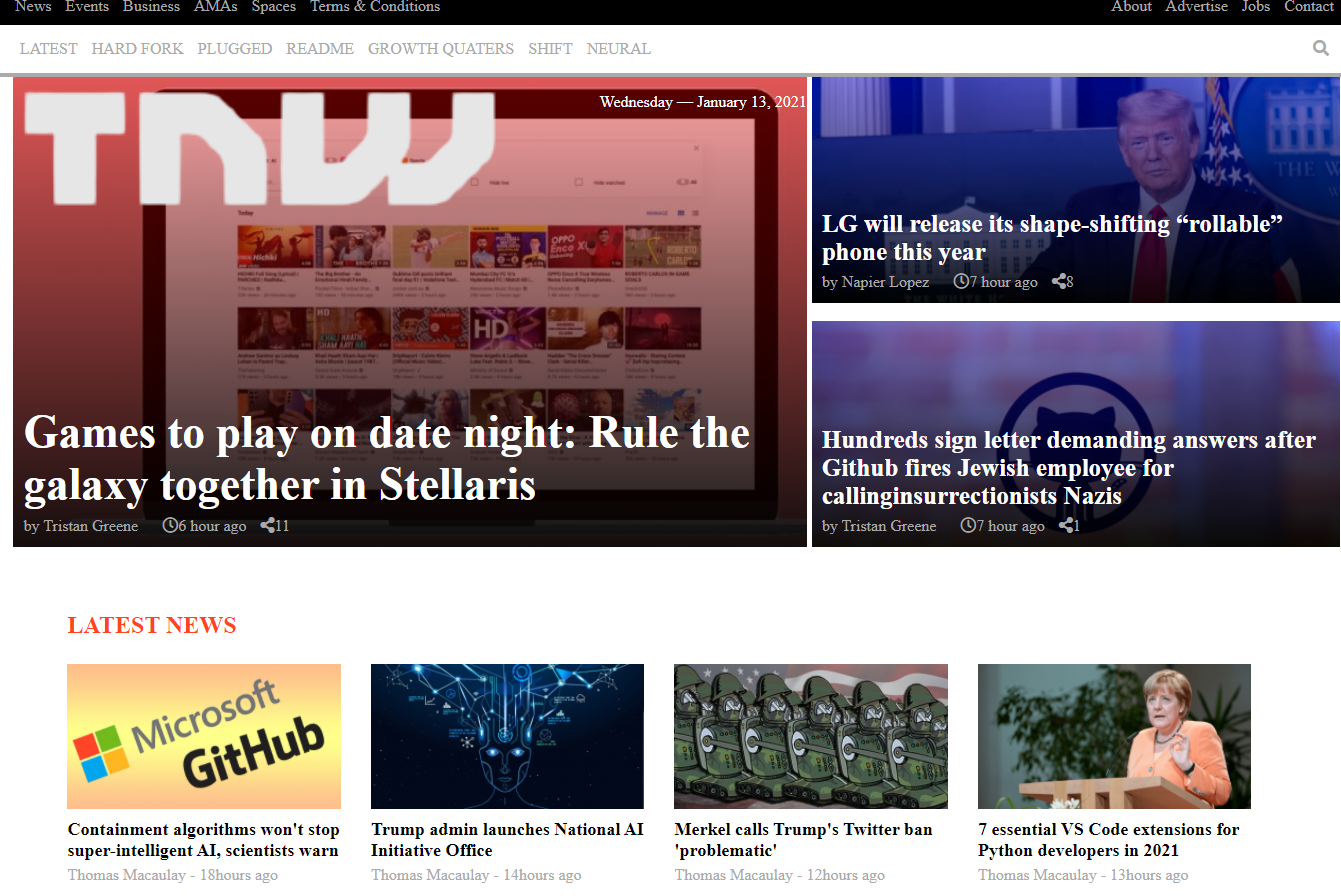 News Events Business AMAs Spaces Terms & Conditions About Advertise Jobs Contact
LATEST HARD FORK PLUGGED README GROWTH QUATERS SHIFT NEURAL
TNW
Wednesday — January 13, 2021
Today
MANAGE
Games to play on date night: Rule the
galaxy together in Stellaris
by Tristan Greene 6 hour ago 11
LG will release its shape-shifting “rollable”
phone this year
by Napier Lopez 7 hour ago 8
Hundreds sign letter demanding answers after
Github fires Jewish employee for
callinginsurrectionists Nazis
by Tristan Greene 7 hour ago 1
LATEST NEWS
Microsoft
GitHub
Containment algorithms won't stop
super-intelligent AI, scientists warn
Thomas Macaulay - 18hours ago
Trump admin launches National AI
Initiative Office
Thomas Macaulay - 14hours ago
Merkel calls Trump's Twitter ban
'problematic'
Thomas Macaulay - 12hours ago
7 essential VS Code extensions for
Python developers in 2021
Thomas Macaulay - 13hours ago